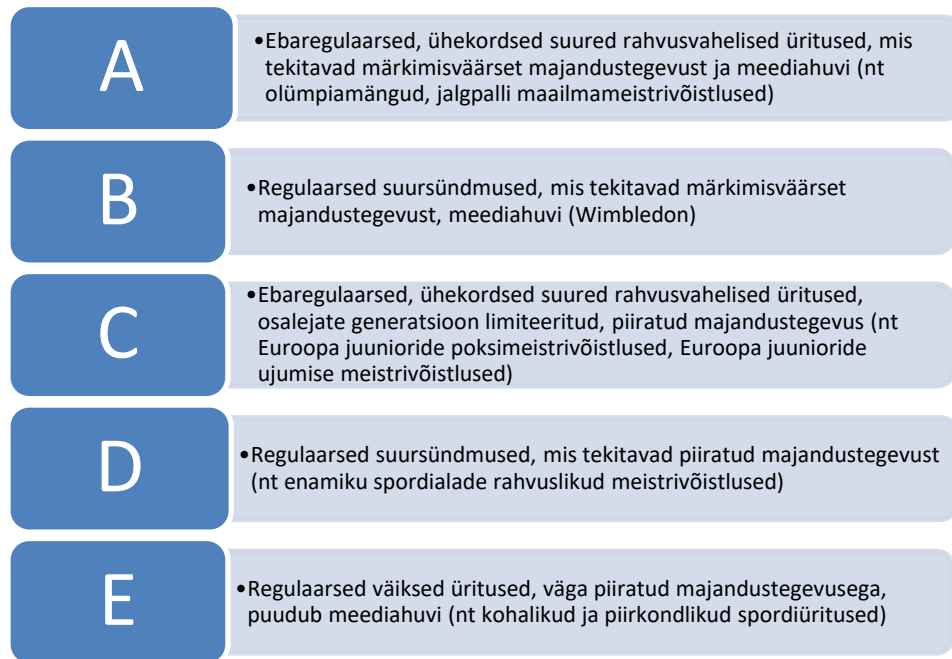 A
•Ebaregulaarsed, ühekordsed suured rahvusvahelised üritused, mis
tekitavad märkimisväärset majandustegevust ja meediahuvi (nt
olümpiamängud, jalgpalli maailmameistrivõistlused)
B
•Regulaarsed suursündmused, mis tekitavad märkimisväärset
majandustegevust, meediahuvi (Wimbledon)
C
•Ebaregulaarsed, ühekordsed suured rahvusvahelised üritused,
osalejate generatsioon limiteeritud, piiratud majandustegevus (nt
Euroopa juunioride poksimeistrivõistlused, Euroopa juunioride
ujumise meistrivõistlused)
D
•Regulaarsed suursündmused, mis tekitavad piiratud majandustegevust
(nt enamiku spordialade rahvuslikud meistrivõistlused)
E
•Regulaarsed väiksed üritused, väga piiratud majandustegevusega,
puudub meediahuvi (nt kohalikud ja piirkondlikud spordiüritused)